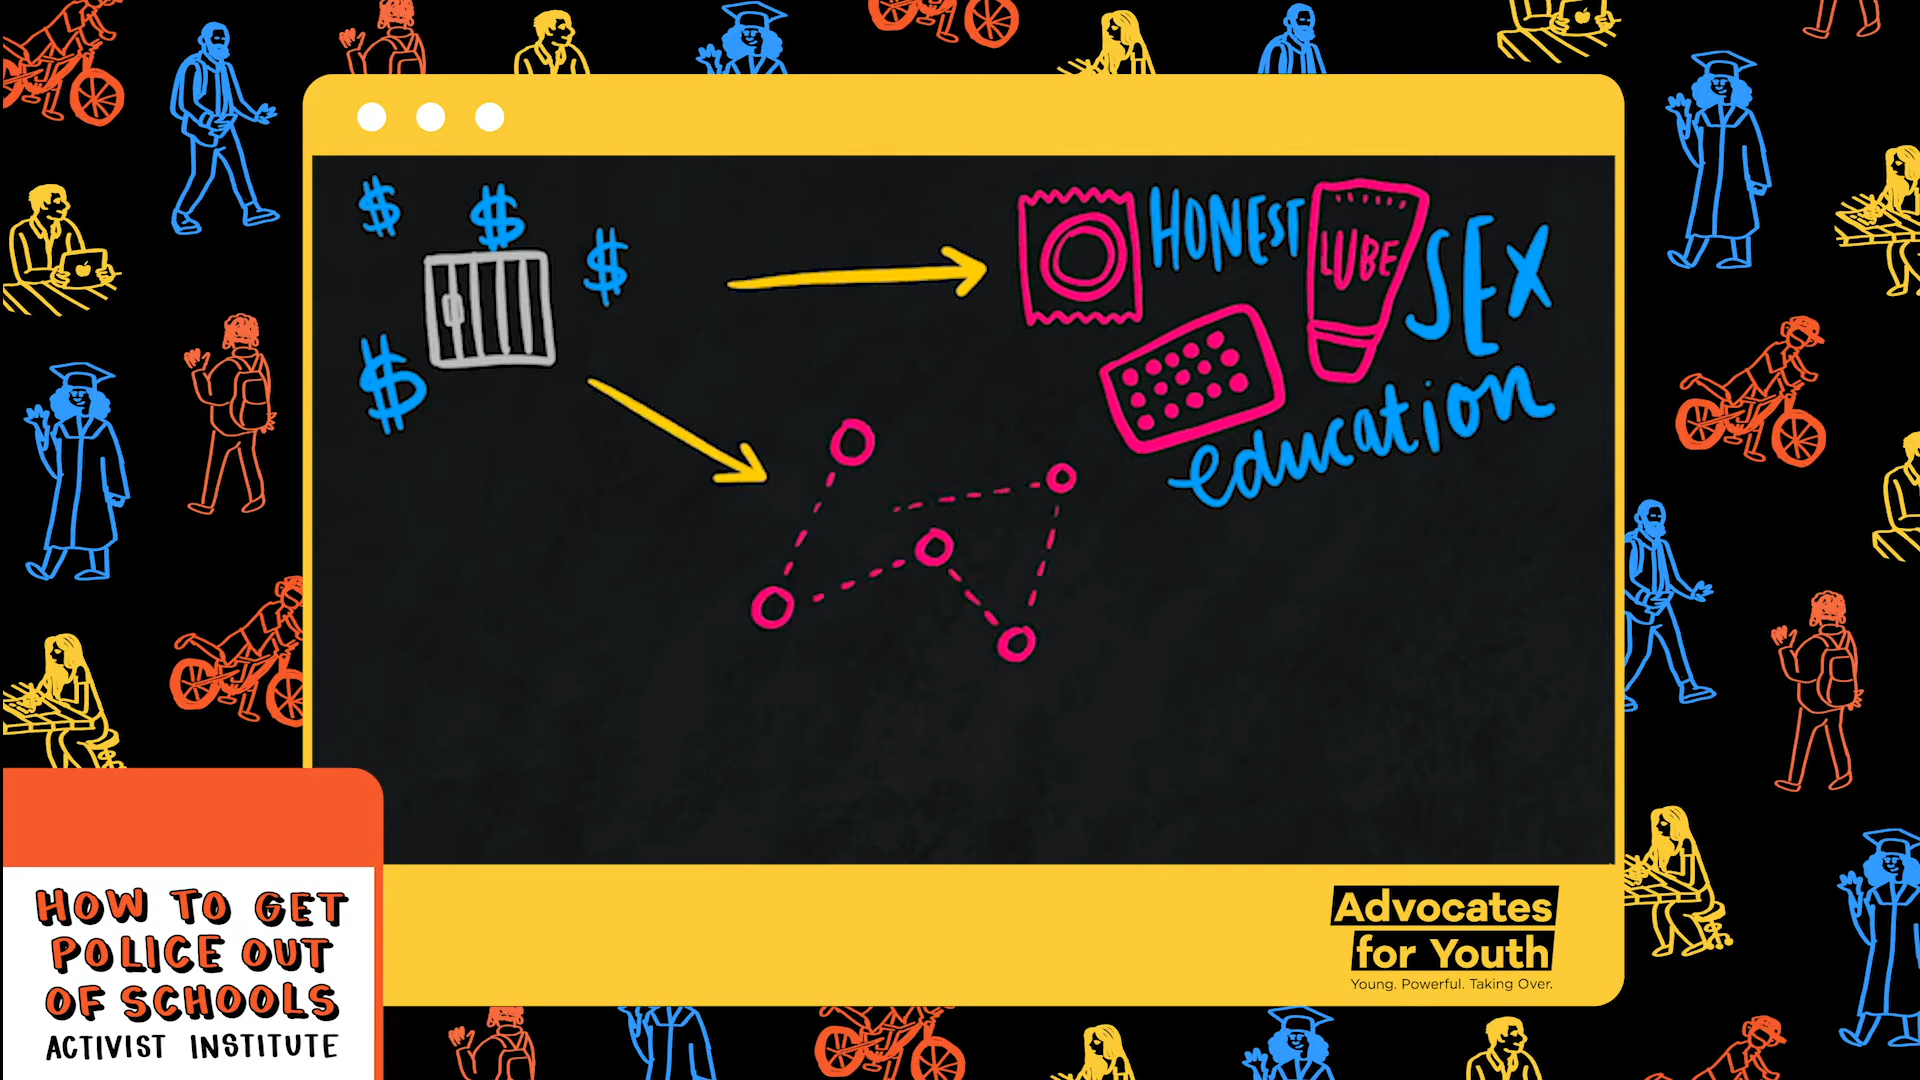 $
$
$
$
HONEST
LUBE
SEX
education
HOW TO GET
POLICE OUT
OF SCHOOLS
ACTIVIST INSTITUTE
Advocates
for Youth
Young. Powerful. Taking Over.